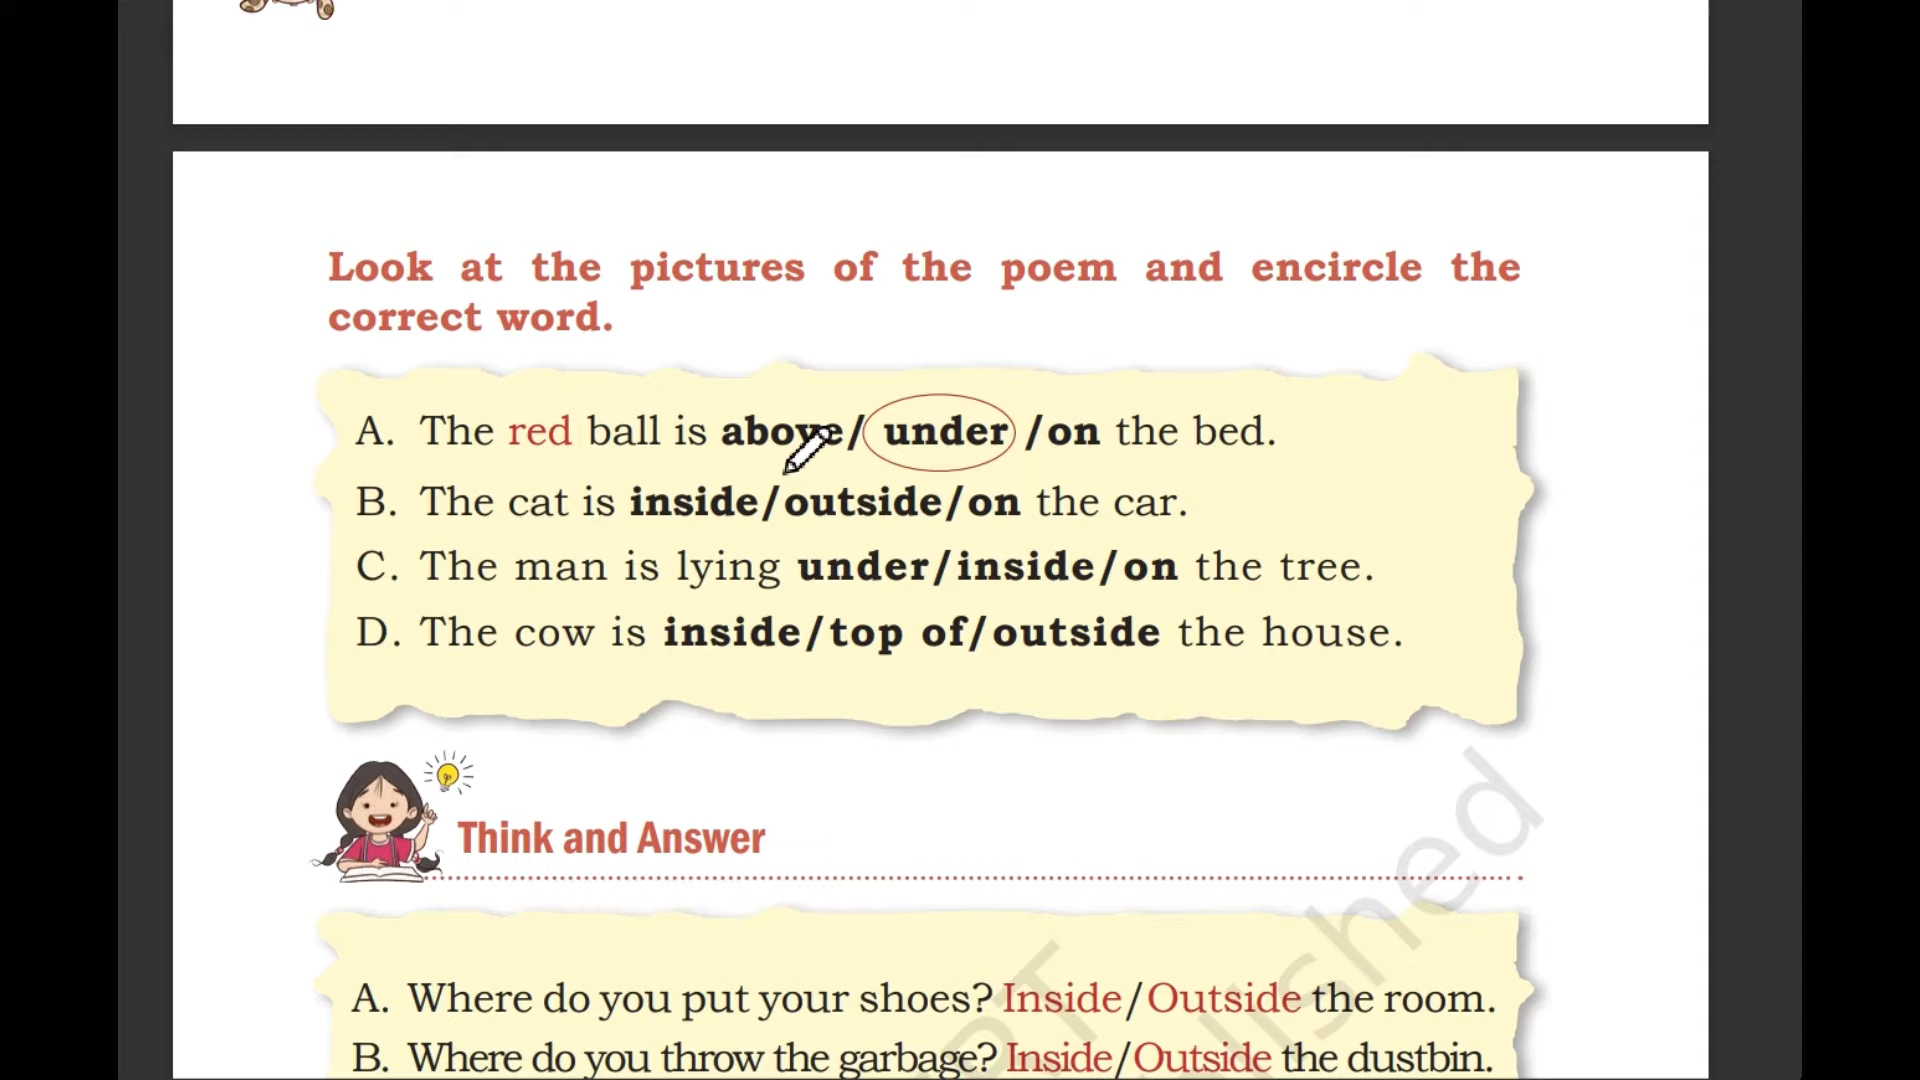 Look at the pictures of the poem and encircle the
correct word.
A. The red ball is above/ under /on the bed.
B. The cat is inside/outside/on the car.
C. The man is lying under/inside/on the tree.
D. The cow is inside/top of/outside the house.
Think and Answer
A. Where do you put your shoes? Inside/Outside the room.
B. Where do you throw the garbage? Inside/Outside the dustbin.